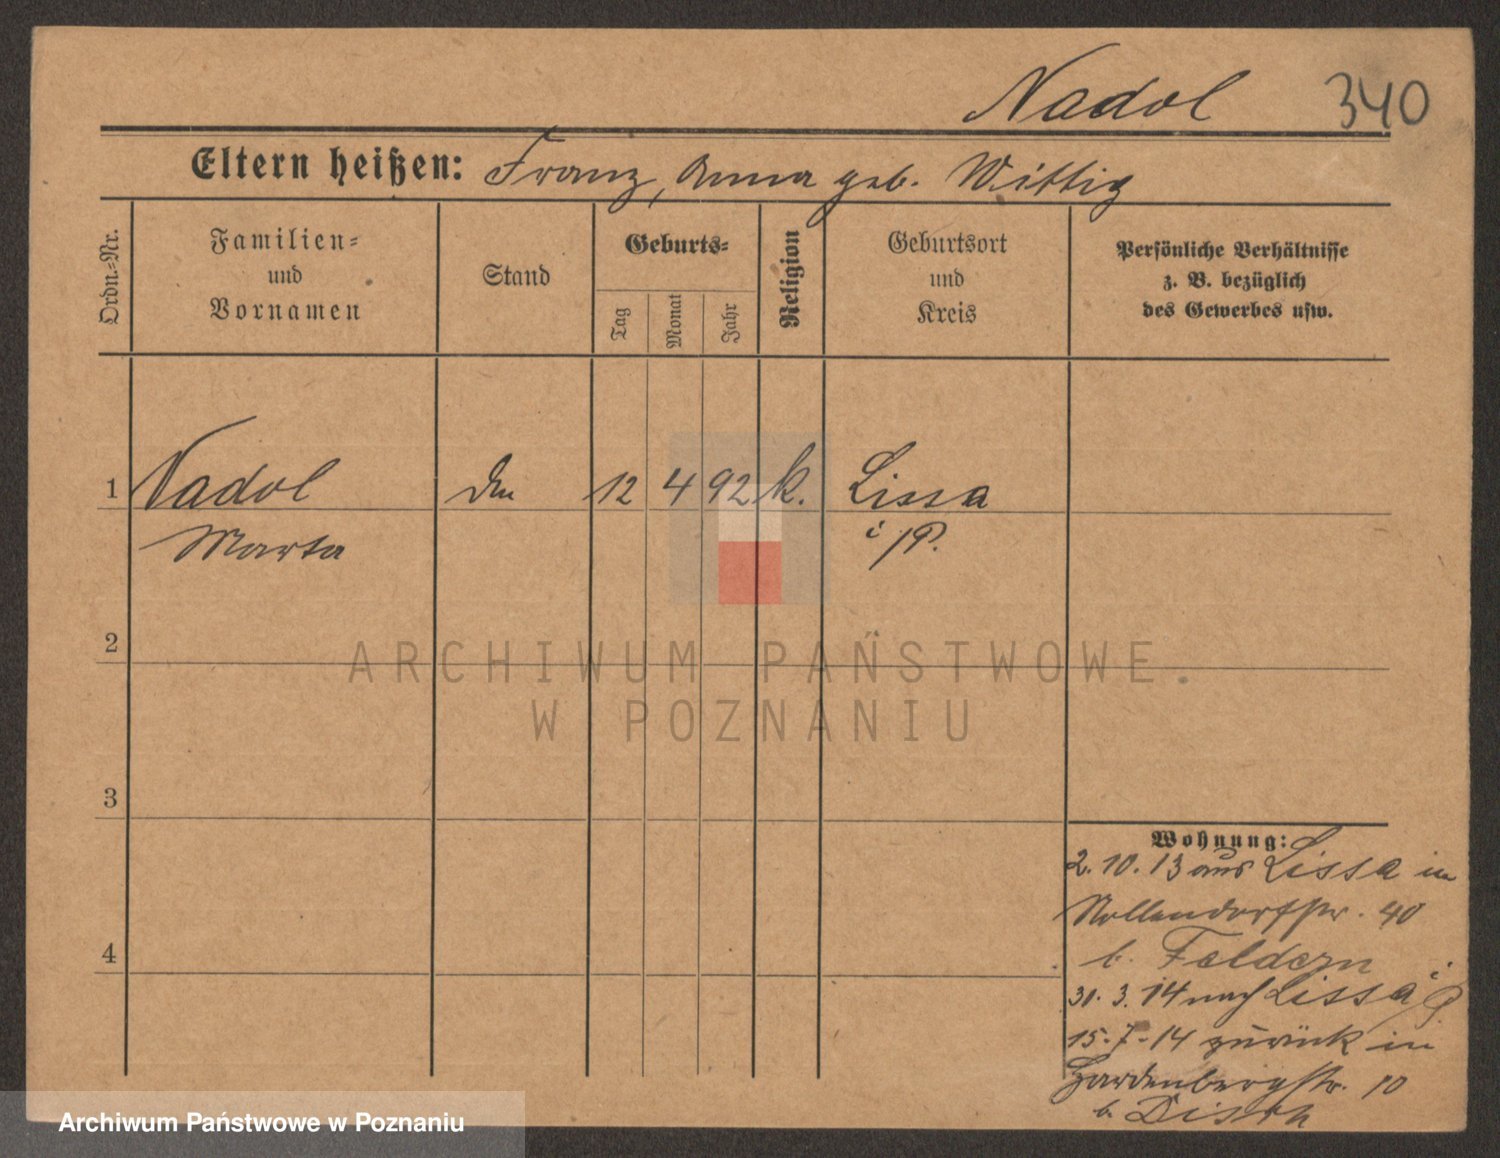 Nadol 340
Eltern heißen: Franz, Anna geb. Wittig
Ordn.-Nr.
Familien-
und
Vornamen
Stand
Geburts-
Tag
Monat
Jahr
Religion
Geburtsort
und
Kreis
Persönliche Verhältnisse
z. B. bezüglich
des Gewerbes usw.
1 Nadol 12 4 92 k. Lissa
Marta i/P.
2
ARCHIWUM PAŃSTWOWE
W POZNANIU
3
Wohnung:
2.10.13 aus Lissa in
Nollendorfstr. 40
4
b. Feldern
31.3.14 nach Lissa i/P.
15-7-14 zurück in
Hardenbergstr. 10
b.
Archiwum Państwowe w Poznaniu